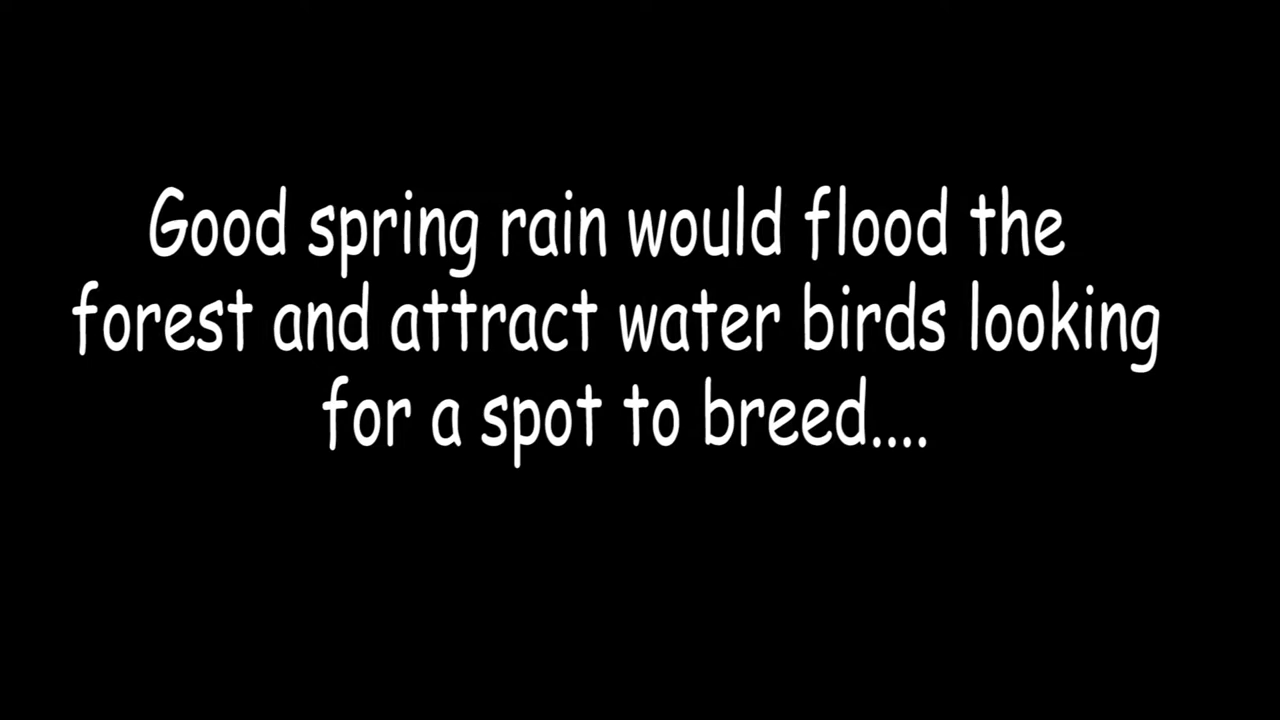 Good spring rain would flood the
forest and attract water birds looking
for a spot to breed....